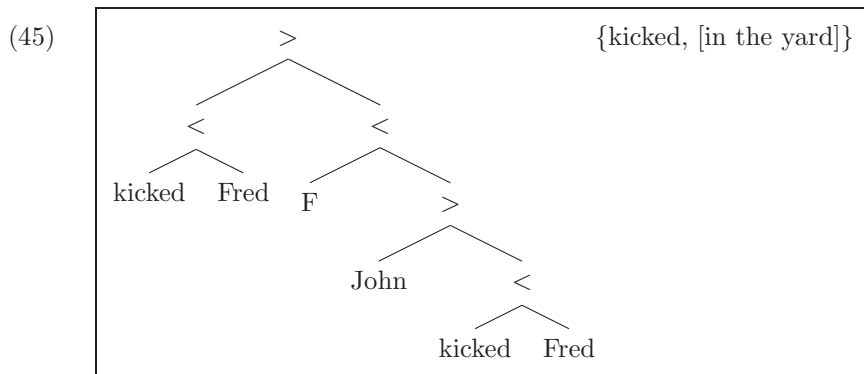 (45) > {kicked, [in the yard]}
< <
kicked Fred F >
John <
kicked Fred